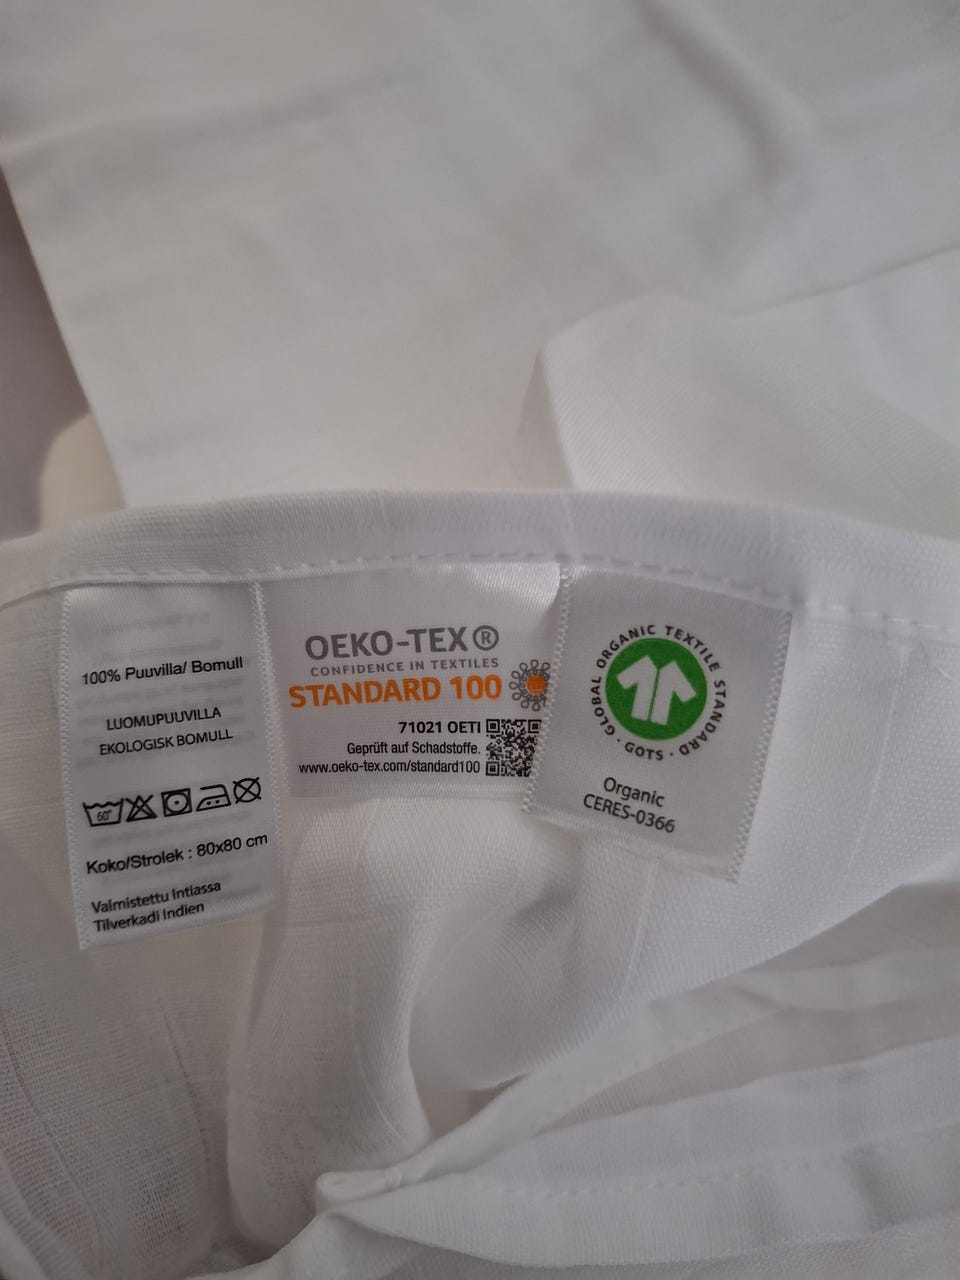 100% Puuvilla/ Bomull
LUOMUPUUVILLA
EKOLOGISK BOMULL
60°
Koko/Strolek : 80x80 cm
Valmistettu Intiassa
Tilverkadi Indien
OEKO-TEX®
CONFIDENCE IN TEXTILES
STANDARD 100
71021 OETI
Geprüft auf Schadstoffe.
www.oeko-tex.com/standard100
GLOBAL ORGANIC TEXTILE STANDARD · GOTS ·
Organic
CERES-0366